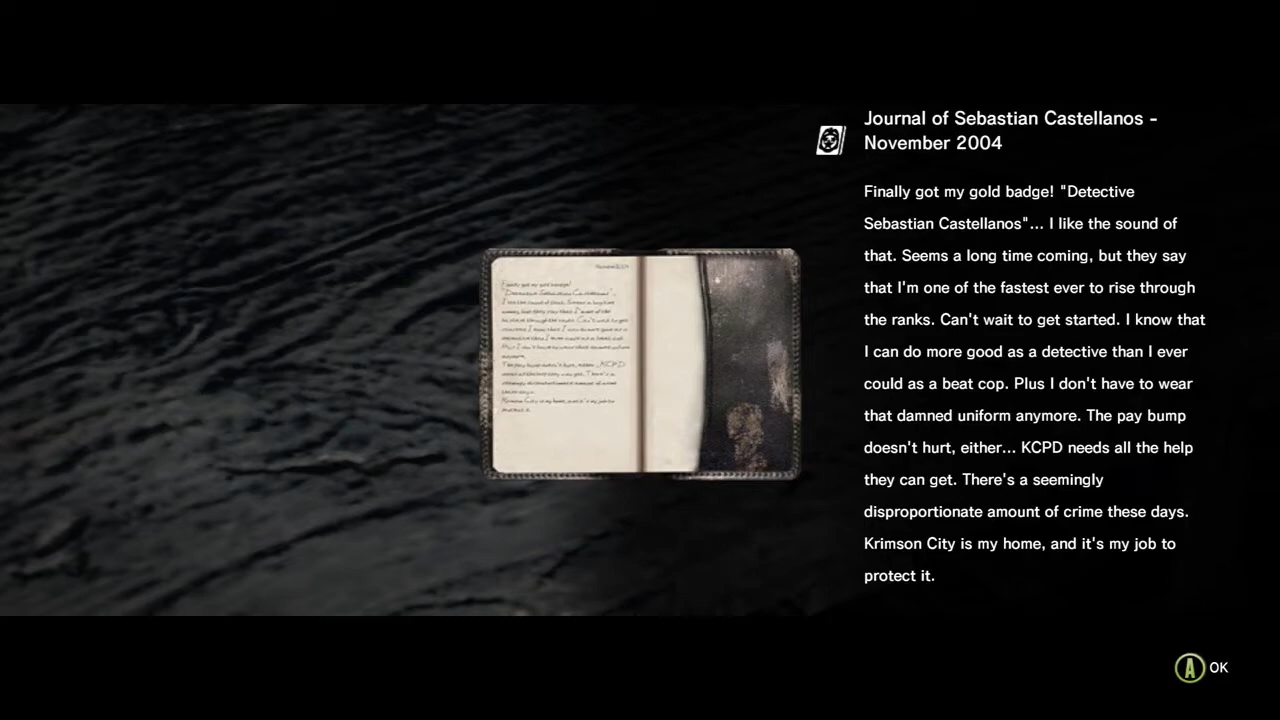 Journal of Sebastian Castellanos -
November 2004
Finally got my gold badge! "Detective
Sebastian Castellanos"... I like the sound of
that. Seems a long time coming, but they say
that I'm one of the fastest ever to rise through
the ranks. Can't wait to get started. I know that
I can do more good as a detective than I ever
could as a beat cop. Plus I don't have to wear
that damned uniform anymore. The pay bump
doesn't hurt, either... KCPD needs all the help
they can get. There's a seemingly
disproportionate amount of crime these days.
Krimson City is my home, and it's my job to
protect it.
A OK